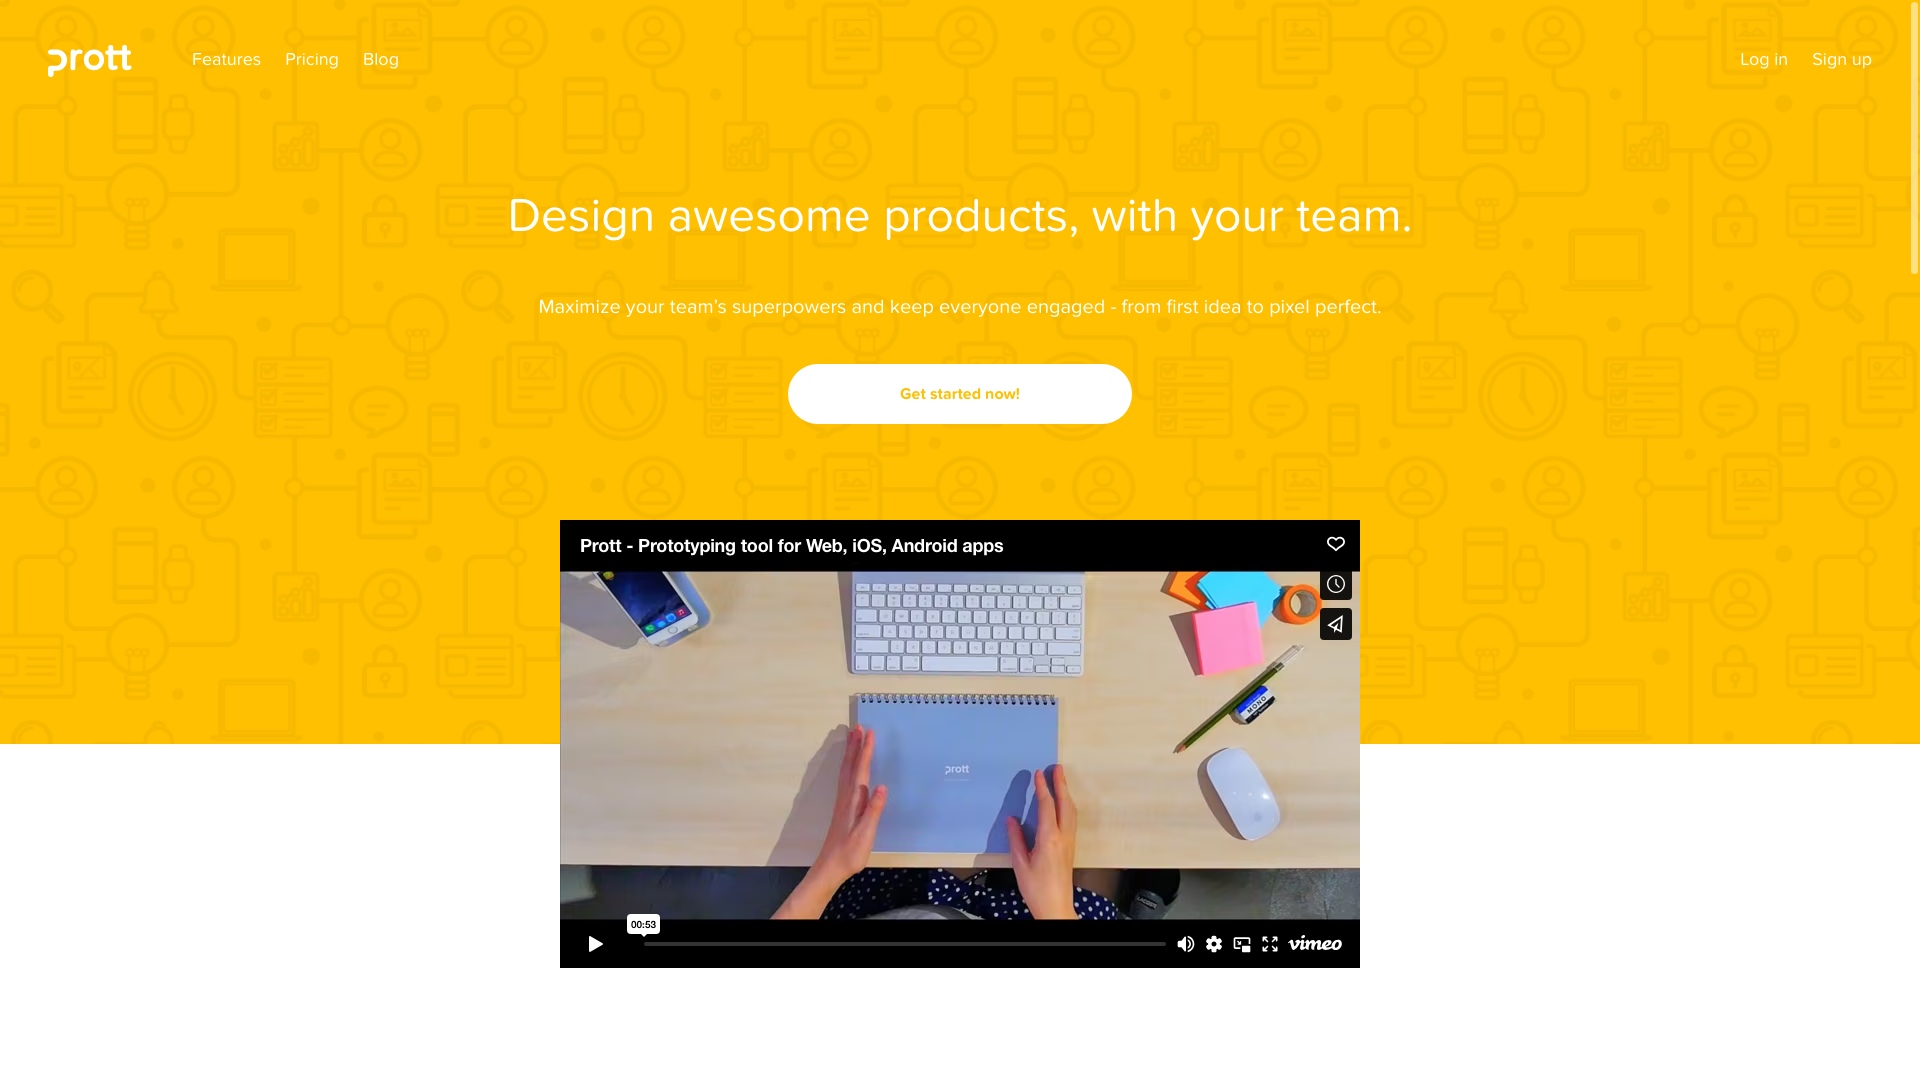 prott
Features
Pricing
Blog
Log in
Sign up
Design awesome products, with your team.
Maximize your team’s superpowers and keep everyone engaged - from first idea to pixel perfect.
Get started now!
Prott - Prototyping tool for Web, iOS, Android apps
MONO
prott
00:53
vimeo